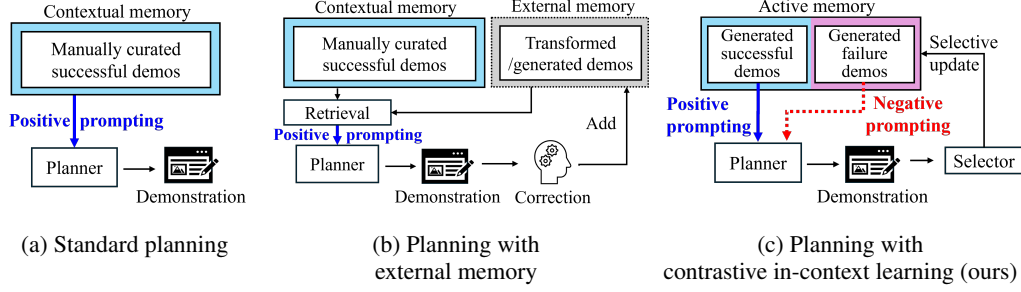 Contextual memory
Manually curated
successful demos
Positive prompting
Planner
Demonstration
(a) Standard planning
Contextual memory
Manually curated
successful demos
External memory
Transformed
/generated demos
Retrieval
Positive prompting
Add
Planner
Demonstration
Correction
(b) Planning with
external memory
Active memory
Generated
successful
demos
Generated
failure
demos
Selective
update
Positive
prompting
Negative
prompting
Planner
Demonstration
Selector
(c) Planning with
contrastive in-context learning (ours)